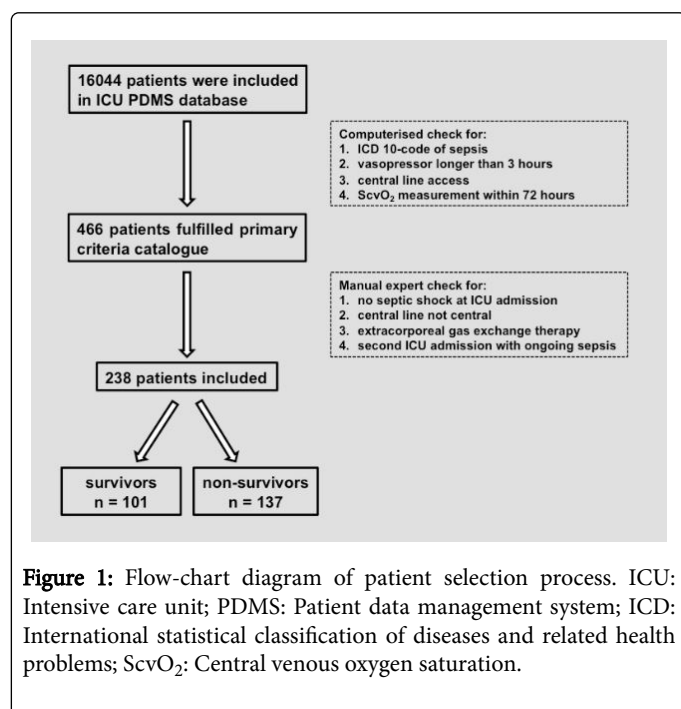 16044 patients were included
in ICU PDMS database
Computerised check for:
1. ICD 10-code of sepsis
2. vasopressor longer than 3 hours
3. central line access
4. ScvO₂ measurement within 72 hours
466 patients fulfilled primary
criteria catalogue
Manual expert check for:
1. no septic shock at ICU admission
2. central line not central
3. extracorporeal gas exchange therapy
4. second ICU admission with ongoing sepsis
238 patients included
survivors
n = 101
non-survivors
n = 137
Figure 1: Flow-chart diagram of patient selection process. ICU:
Intensive care unit; PDMS: Patient data management system; ICD:
International statistical classification of diseases and related health
problems; ScvO₂: Central venous oxygen saturation.